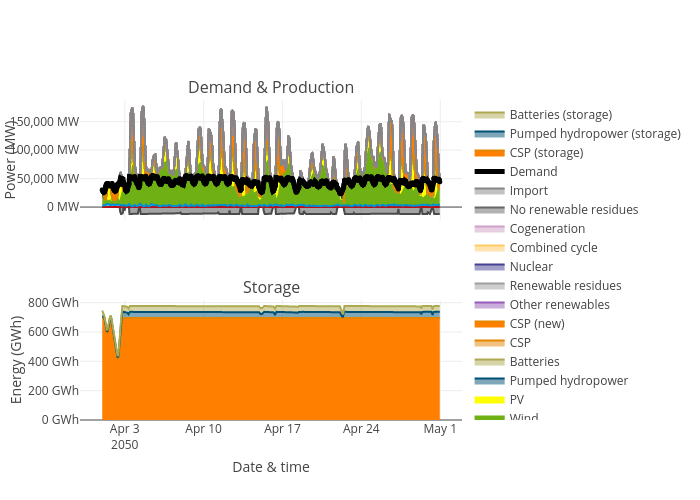 Demand & Production
Power (MW)
150,000 MW
100,000 MW
50,000 MW
0 MW
Storage
Energy (GWh)
800 GWh
600 GWh
400 GWh
200 GWh
0 GWh
Apr 3
2050
Apr 10
Apr 17
Apr 24
May 1
Date & time
Batteries (storage)
Pumped hydropower (storage)
CSP (storage)
Demand
Import
No renewable residues
Cogeneration
Combined cycle
Nuclear
Renewable residues
Other renewables
CSP (new)
CSP
Batteries
Pumped hydropower
PV
Wind